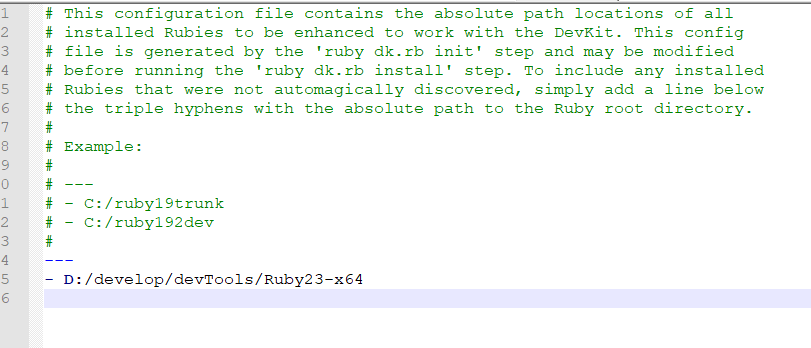 1 # This configuration file contains the absolute path locations of all
2 # installed Rubies to be enhanced to work with the DevKit. This config
3 # file is generated by the 'ruby dk.rb init' step and may be modified
4 # before running the 'ruby dk.rb install' step. To include any installed
5 # Rubies that were not automagically discovered, simply add a line below
6 # the triple hyphens with the absolute path to the Ruby root directory.
7 #
8 # Example:
9 #
0 # ---
1 # - C:/ruby19trunk
2 # - C:/ruby192dev
3 #
4 ---
5 - D:/develop/devTools/Ruby23-x64
6